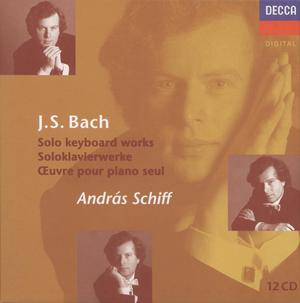 DECCA
DIGITAL
J.S. Bach
Solo keyboard works
Soloklavierwerke
Œuvre pour piano seul
András Schiff
12 CD